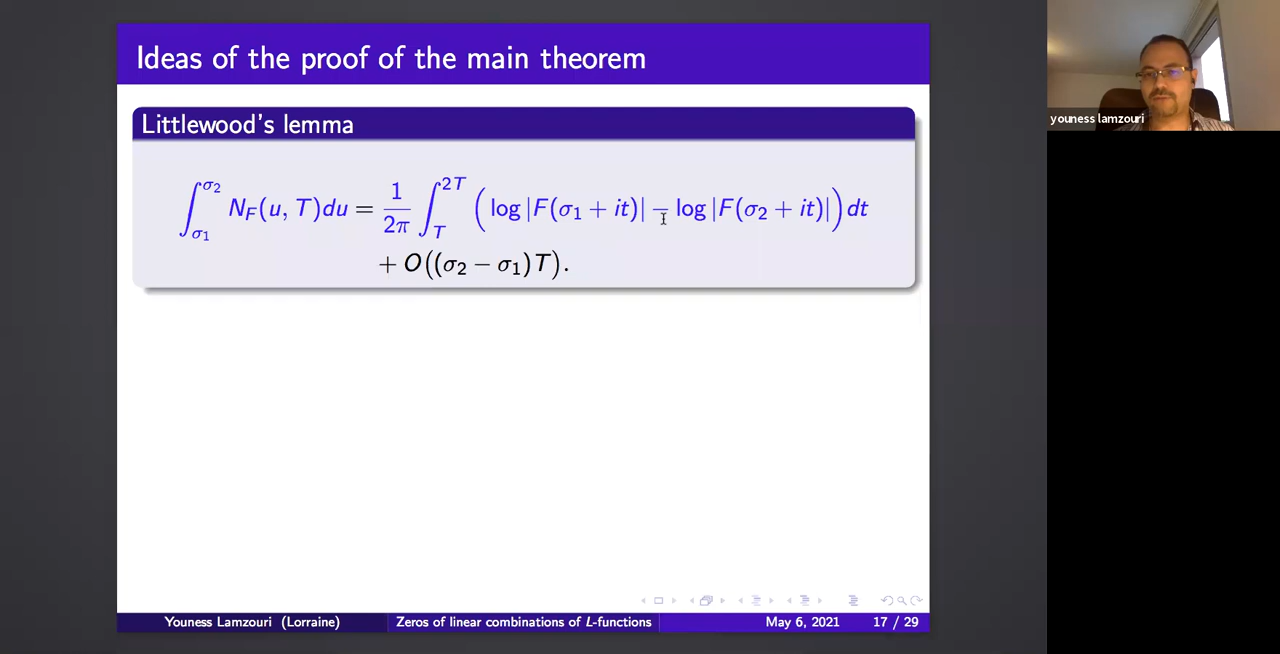 Ideas of the proof of the main theorem
Littlewood's lemma
∫_{σ₁}^{σ₂} N_F(u, T)du = \frac{1}{2π} ∫_T^{2T} ( log |F(σ₁ + it)| − log |F(σ₂ + it)| ) dt
+ O((σ₂ − σ₁)T).
youness lamzouri
Youness Lamzouri (Lorraine) Zeros of linear combinations of L-functions May 6, 2021 17 / 29